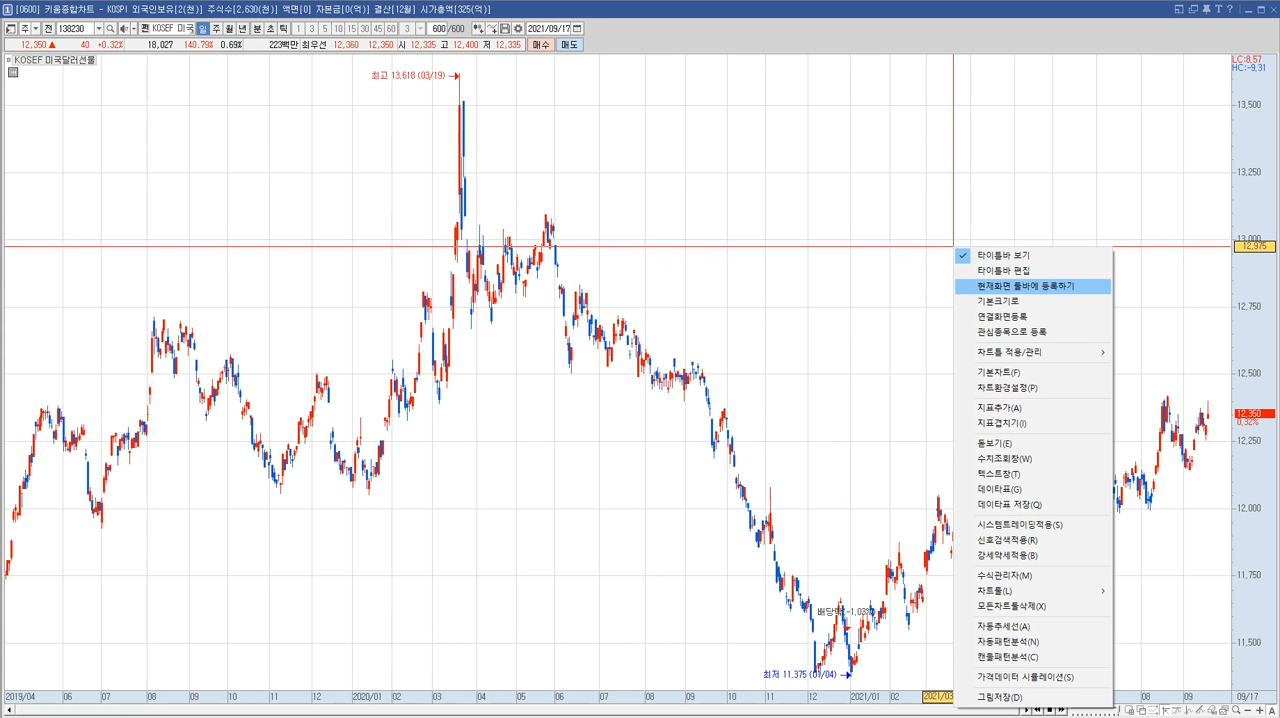 [0600] 키움종합차트 - KOSPI 외국인보유[2(천)] 주식수[2,630(천)] 액면[0] 자본금[0(억)] 결산[12월] 시가총액[325(억)]
주 전 138230 KOSEF 미국 일 주 월 년 분 초 틱 1 3 5 10 15 30 45 60 3 600 /600 2021/09/17
12,350 ▲ 40 +0.32% 18,027 140.79% 0.69% 223백만 최우선 12,360 12,350 시 12,335 고 12,400 저 12,335 매수 매도
KOSEF 미국달러선물
LC:8.57
HC:-9.31
최고 13,618 (03/19)
13,500
13,250
13,000
12,975
12,750
12,500
12,350
0.32%
12,250
12,000
11,750
11,500
타이틀바 보기
타이틀바 편집
현재화면 툴바에 등록하기
기본크기로
연결화면등록
관심종목으로 등록
차트틀 적용/관리
기본차트(F)
차트환경설정(P)
지표추가(A)
지표겹치기(I)
돋보기(E)
수치조회창(W)
텍스트창(T)
데이타표(G)
데이타표 저장(Q)
시스템트레이딩적용(S)
신호검색적용(R)
강세약세적용(B)
수식관리자(M)
차트툴(L)
모든차트툴삭제(X)
자동추세선(A)
자동패턴분석(N)
캔들패턴분석(C)
가격데이터 시뮬레이션(S)
그림저장(D)
최저 11,375 (01/04)
2019/04 06 07 08 09 10 11 12 2020/01 02 03 04 05 06 07 08 09 10 11 12 2021/01 02 2021/03 08 09 09/17